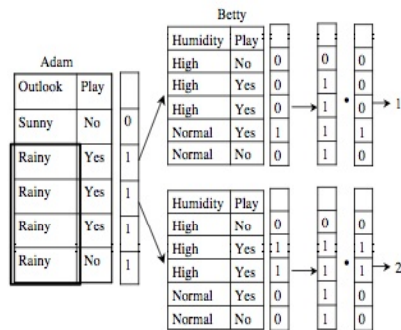 Betty
Adam
Humidity Play
High No 0 0 0
High Yes 0 1 0
High Yes 0 1 0 1
Normal Yes 1 1 1
Normal No 0 1 0
Outlook Play
Sunny No 0
Rainy Yes 1
Rainy Yes 1
Rainy Yes 1
Rainy No 1
Humidity Play
High No 0 0 0
High Yes 1 1 1
High Yes 1 1 1 2
Normal Yes 0 1 0
Normal No 0 1 0